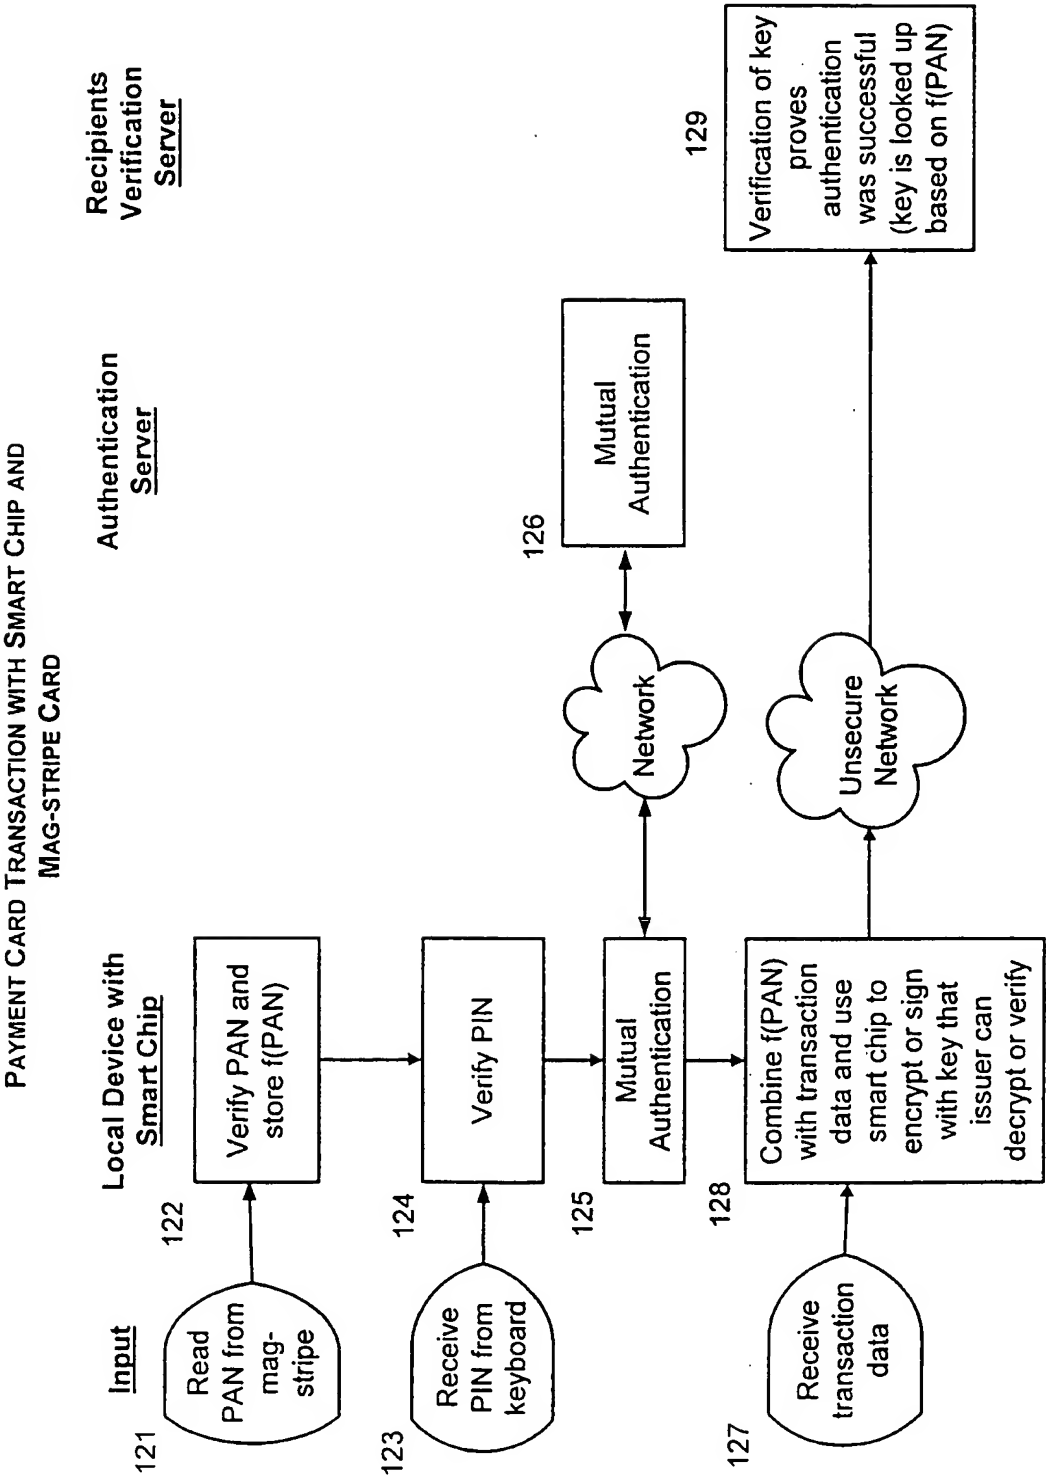 PAYMENT CARD TRANSACTION WITH SMART CHIP AND
MAG-STRIPE CARD
Input
Local Device with
Smart Chip
Authentication
Server
Recipients
Verification
Server
121
Read
PAN from
mag-
stripe
122
Verify PAN and
store f(PAN)
123
Receive
PIN from
keyboard
124
Verify PIN
125
Mutual
Authentication
Network
126
Mutual
Authentication
127
Receive
transaction
data
128
Combine f(PAN)
with transaction
data and use
smart chip to
encrypt or sign
with key that
issuer can
decrypt or verify
Unsecure
Network
129
Verification of key
proves
authentication
was successful
(key is looked up
based on f(PAN)